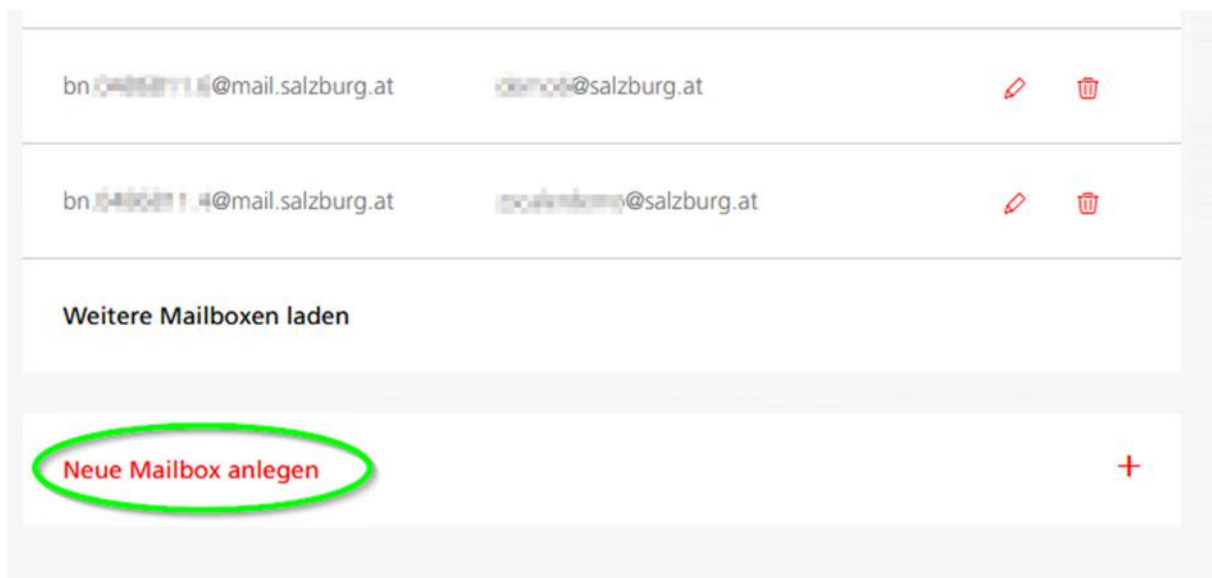 bn. @mail.salzburg.at @salzburg.at
bn. @mail.salzburg.at @salzburg.at
Weitere Mailboxen laden
Neue Mailbox anlegen +